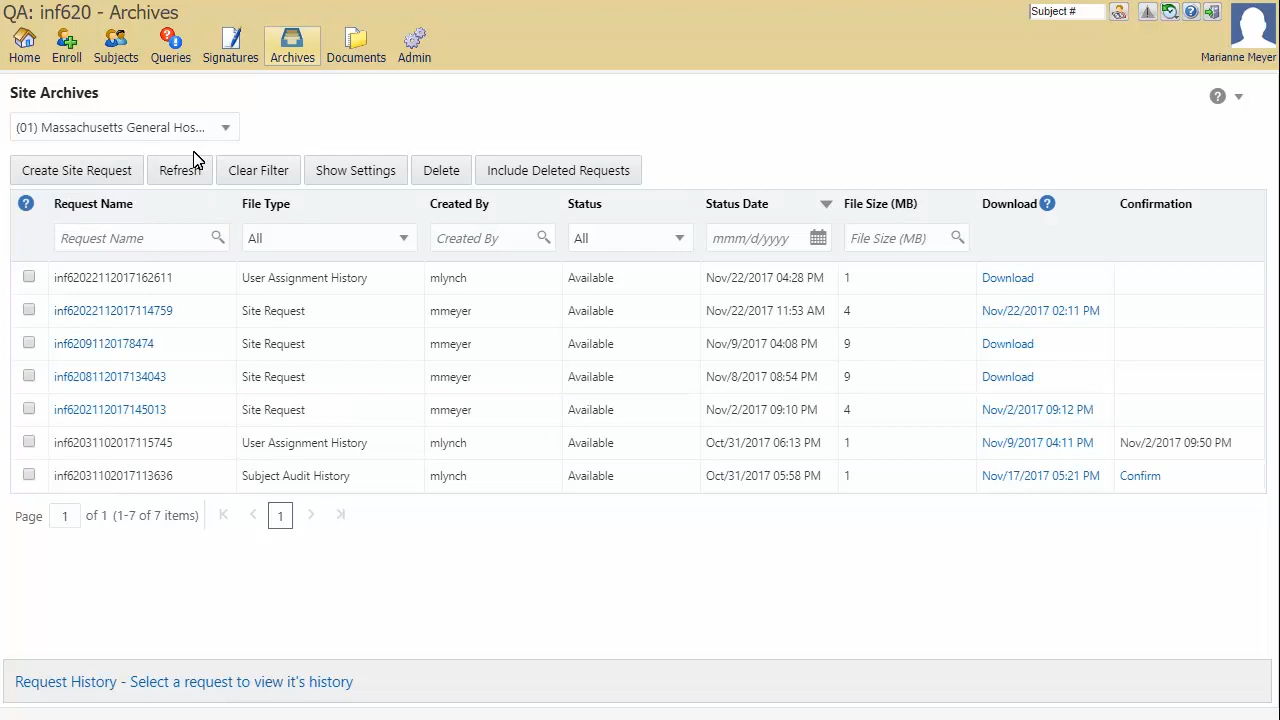 QA: inf620 - Archives
Subject #
Home Enroll Subjects Queries Signatures Archives Documents Admin
Marianne Meyer
Site Archives
(01) Massachusetts General Hos...
Create Site Request Refresh Clear Filter Show Settings Delete Include Deleted Requests
Request Name File Type Created By Status Status Date File Size (MB) Download Confirmation
Request Name All Created By All mmm/d/yyyy File Size (MB)
inf62022112017162611 User Assignment History mlynch Available Nov/22/2017 04:28 PM 1 Download
inf62022112017114759 Site Request mmeyer Available Nov/22/2017 11:53 AM 4 Nov/22/2017 02:11 PM
inf62091120178474 Site Request mmeyer Available Nov/9/2017 04:08 PM 9 Download
inf6208112017134043 Site Request mmeyer Available Nov/8/2017 08:54 PM 9 Download
inf6202112017145013 Site Request mmeyer Available Nov/2/2017 09:10 PM 4 Nov/2/2017 09:12 PM
inf62031102017115745 User Assignment History mlynch Available Oct/31/2017 06:13 PM 1 Nov/9/2017 04:11 PM Nov/2/2017 09:50 PM
inf62031102017113636 Subject Audit History mlynch Available Oct/31/2017 05:58 PM 1 Nov/17/2017 05:21 PM Confirm
Page 1 of 1 (1-7 of 7 items) 1
Request History - Select a request to view it's history